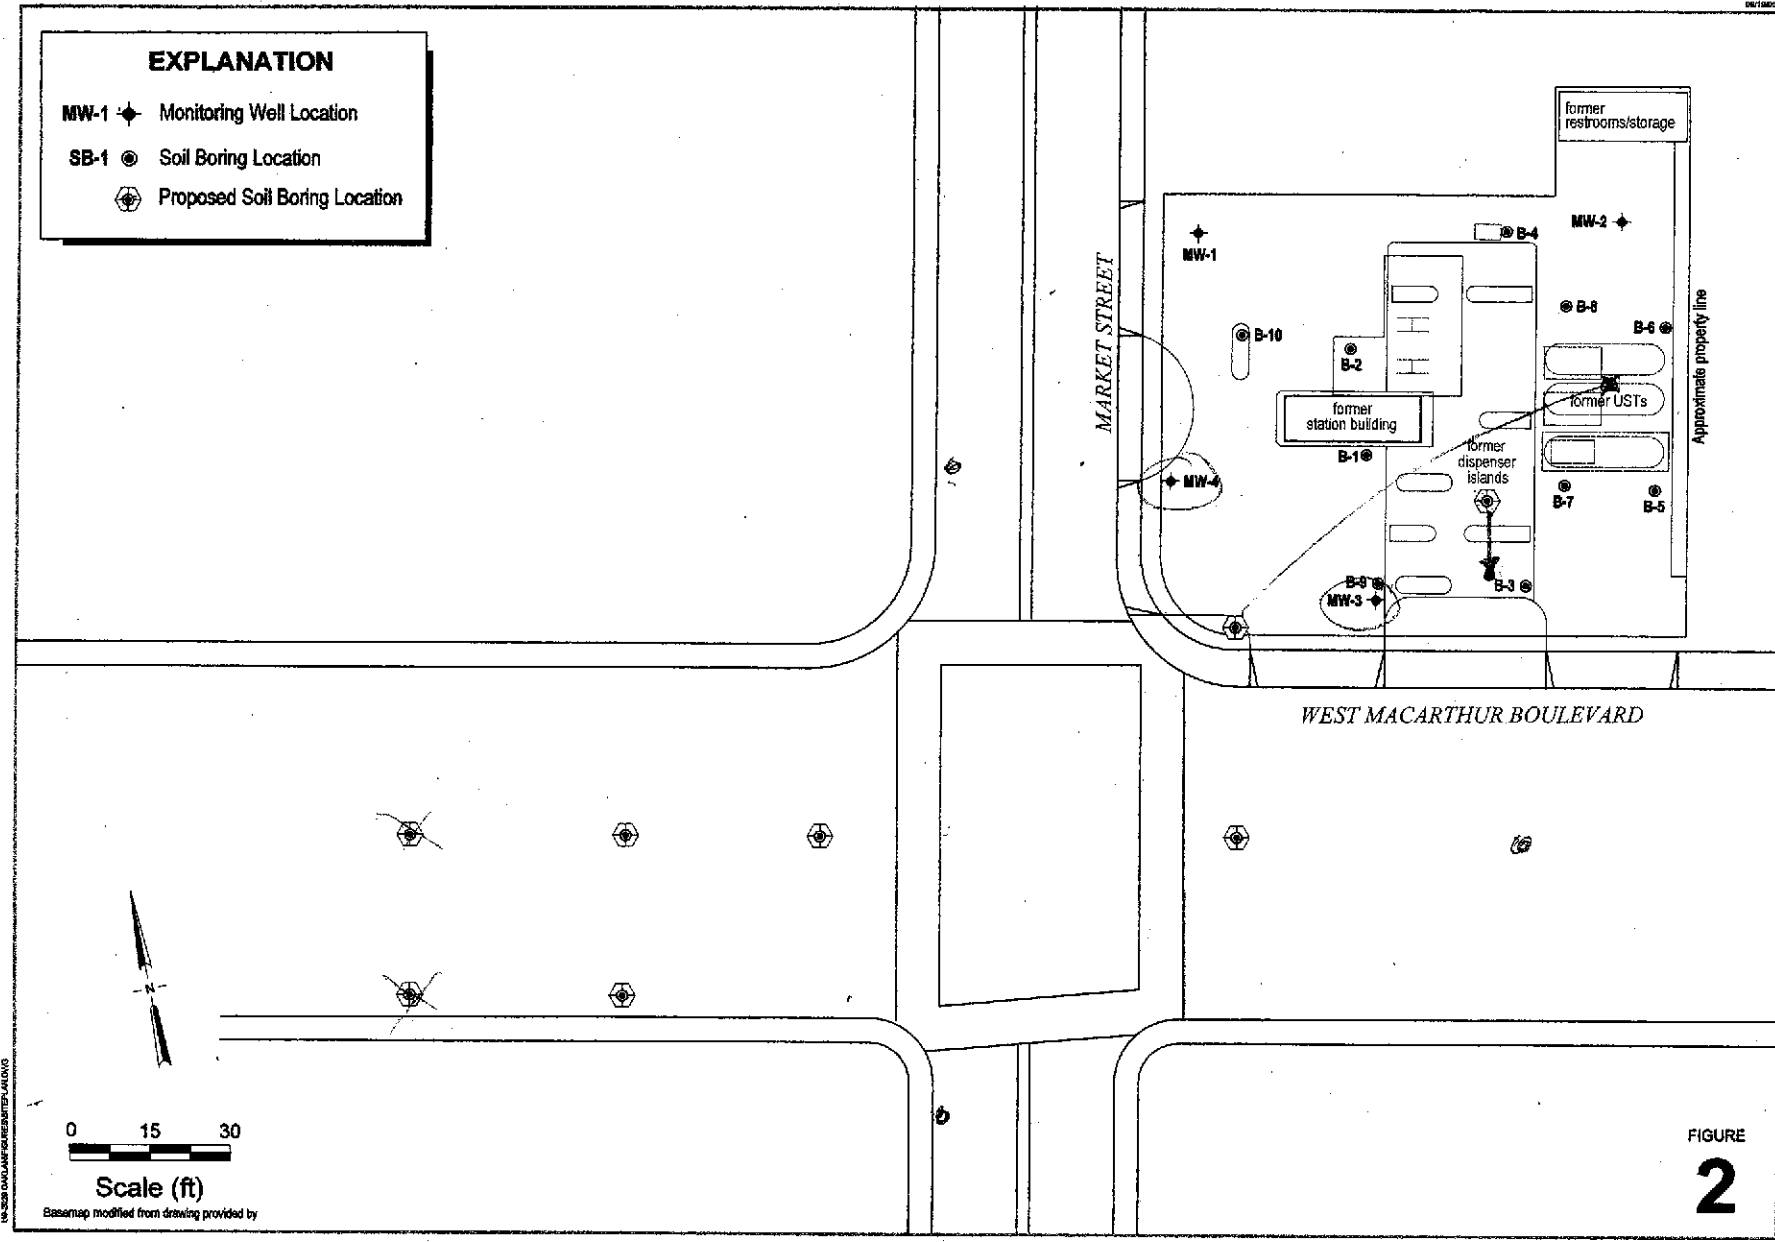 EXPLANATION
MW-1 Monitoring Well Location
SB-1 Soil Boring Location
Proposed Soil Boring Location
former
restrooms/storage
MW-2
B-4
MW-1
MARKET STREET
B-8
B-6
Approximate property line
B-10
B-2
former USTs
former
station building
B-1
former
dispenser
islands
MW-4
B-7
B-5
B-9
B-3
MW-3
WEST MACARTHUR BOULEVARD
N
0 15 30
Scale (ft)
Basemap modified from drawing provided by
FIGURE
2